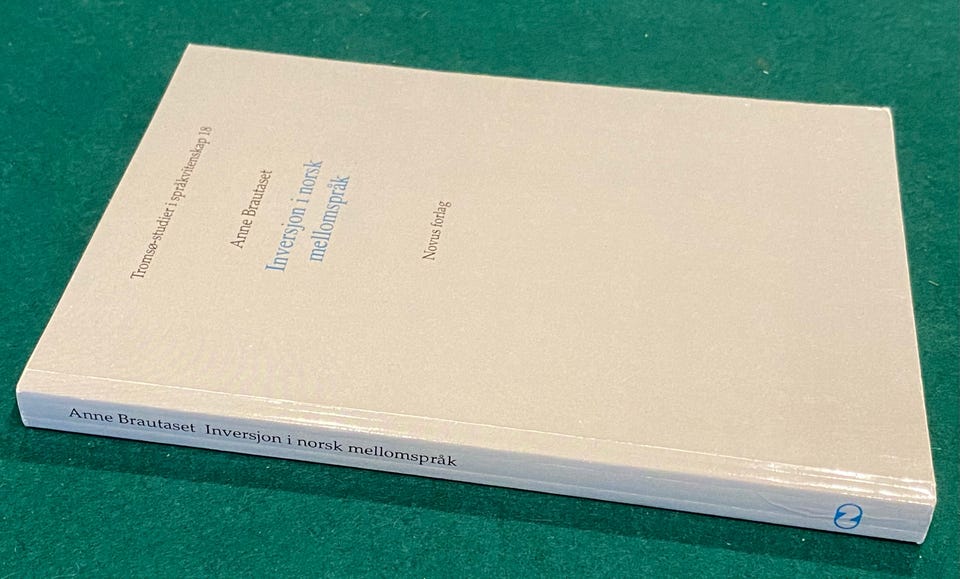 Tromsø-studier i språkvitenskap 18
Anne Brautaset
Inversjon i norsk
mellomspråk
Novus forlag
Anne Brautaset Inversjon i norsk mellomspråk